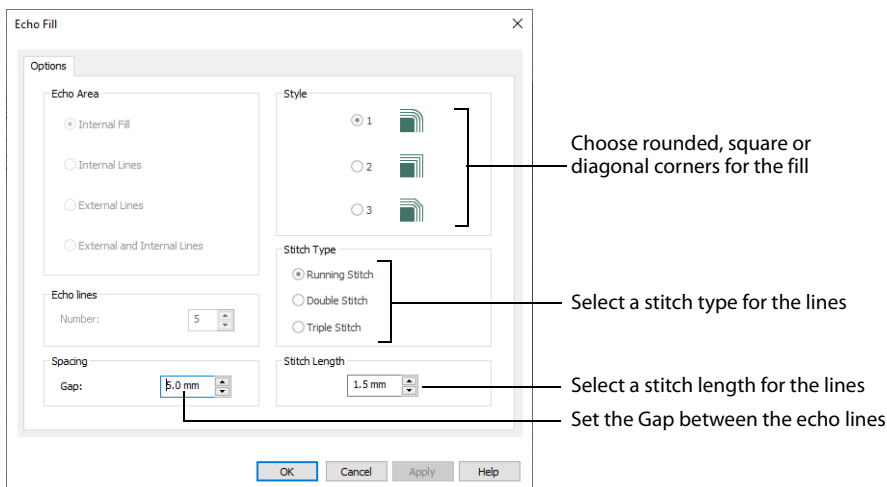 Echo Fill
Options
Echo Area
Internal Fill
Internal Lines
External Lines
External and Internal Lines
Echo lines
Number:
5
Spacing
Gap:
5.0 mm
Style
1
2
3
Stitch Type
Running Stitch
Double Stitch
Triple Stitch
Stitch Length
1.5 mm
OK
Cancel
Apply
Help
Choose rounded, square or
diagonal corners for the fill
Select a stitch type for the lines
Select a stitch length for the lines
Set the Gap between the echo lines